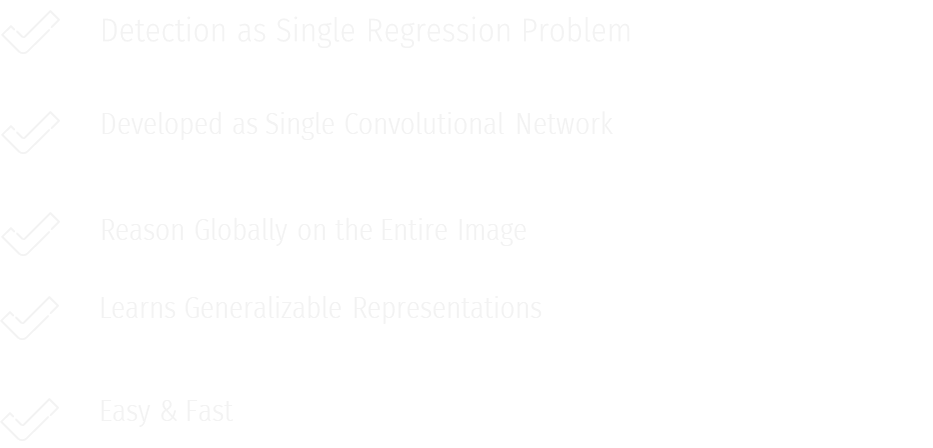 Detection as Single Regression Problem
Developed as Single Convolutional Network
Reason Globally on the Entire Image
Learns Generalizable Representations
Easy & Fast